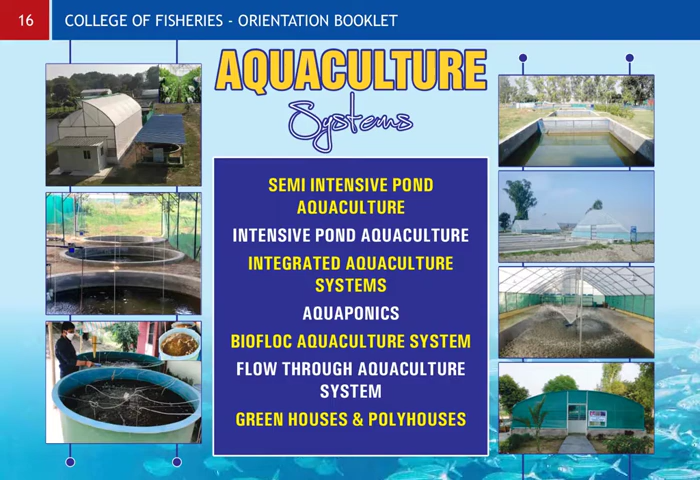 16
COLLEGE OF FISHERIES - ORIENTATION BOOKLET
AQUACULTURE
Systems
SEMI INTENSIVE POND
AQUACULTURE
INTENSIVE POND AQUACULTURE
INTEGRATED AQUACULTURE
SYSTEMS
AQUAPONICS
BIOFLOC AQUACULTURE SYSTEM
FLOW THROUGH AQUACULTURE
SYSTEM
GREEN HOUSES & POLYHOUSES